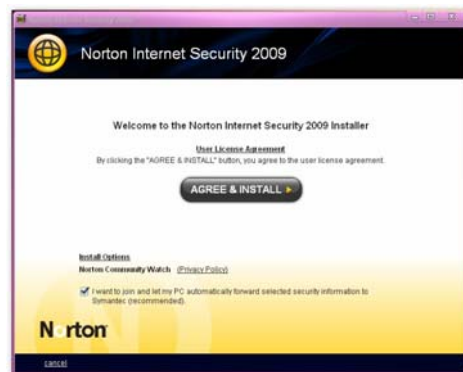 Norton Internet Security 2009
Welcome to the Norton Internet Security 2009 Installer
User License Agreement
By clicking the "AGREE & INSTALL" button, you agree to the user license agreement.
AGREE & INSTALL
Install Options
Norton Community Watch (Privacy Policy)
I want to join and let my PC automatically forward selected security information to
Symantec (recommended).
Norton
cancel